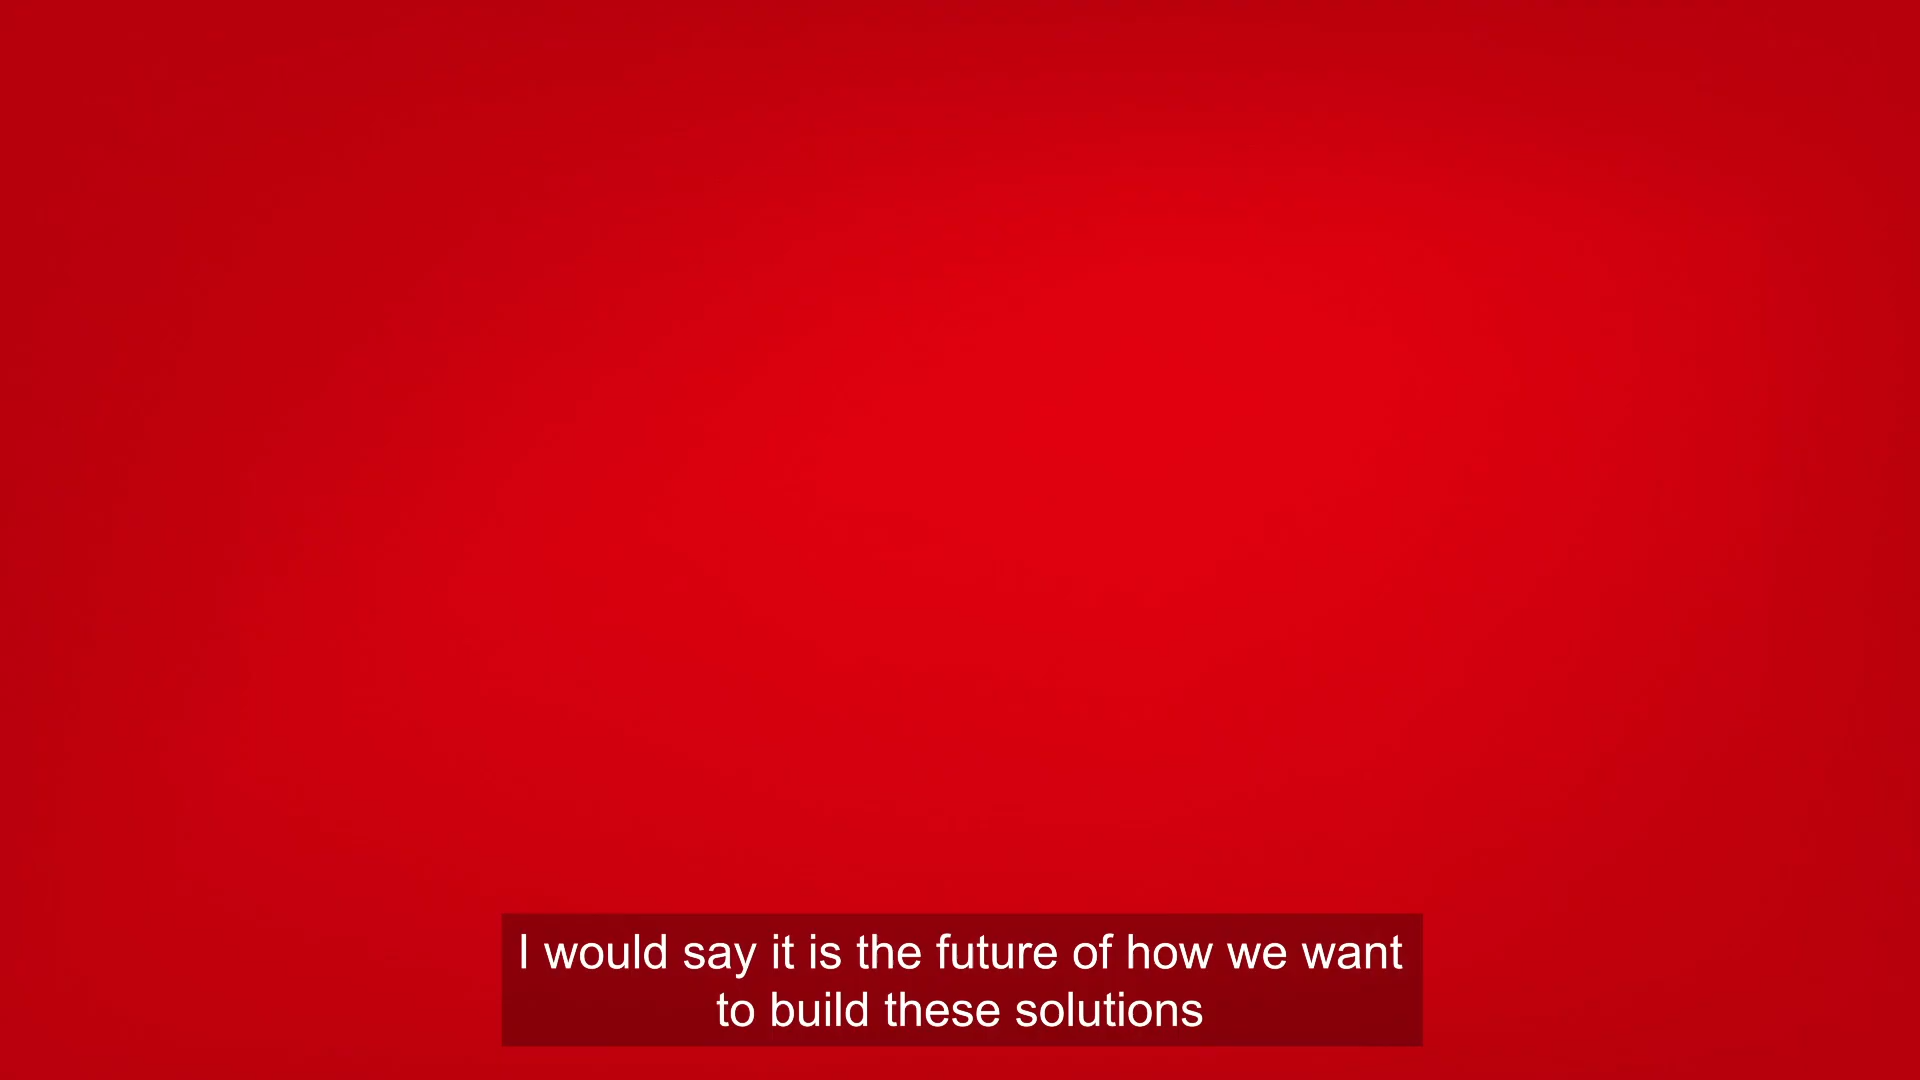 I would say it is the future of how we want
to build these solutions